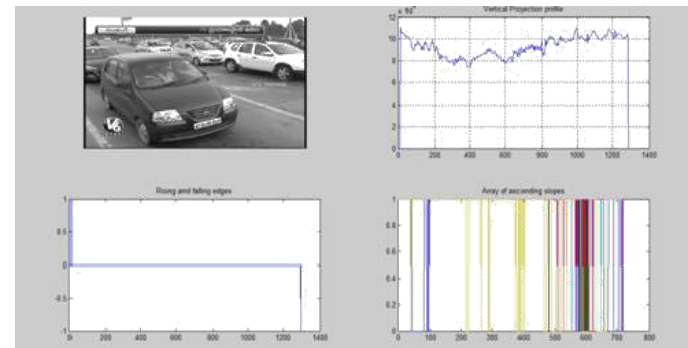 Vertical Projection profile
x 10⁴
12
10
8
6
4
2
0
0 200 400 600 800 1000 1200 1400
V6
Rising and falling edges
1
0.5
0
-0.5
-1
0 200 400 600 800 1000 1200 1400
Array of ascending slopes
1
0.8
0.6
0.4
0.2
0
0 100 200 300 400 500 600 700 800